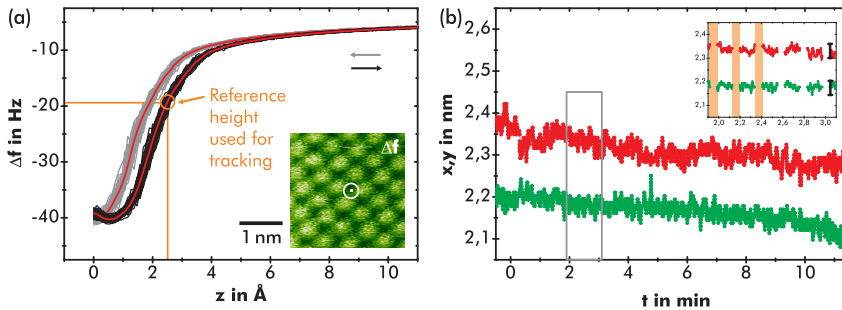 (a)
-10
-20
-30
-40
Δf in Hz
0
2
4
6
8
10
z in Å
Reference
height
used for
tracking
1 nm
Δf
(b)
2,6
2,5
2,4
2,3
2,2
2,1
x,y in nm
0
2
4
6
8
10
t in min
2,4
2,3
2,2
2,1
2,0
2,2
2,4
2,6
2,8
3,0